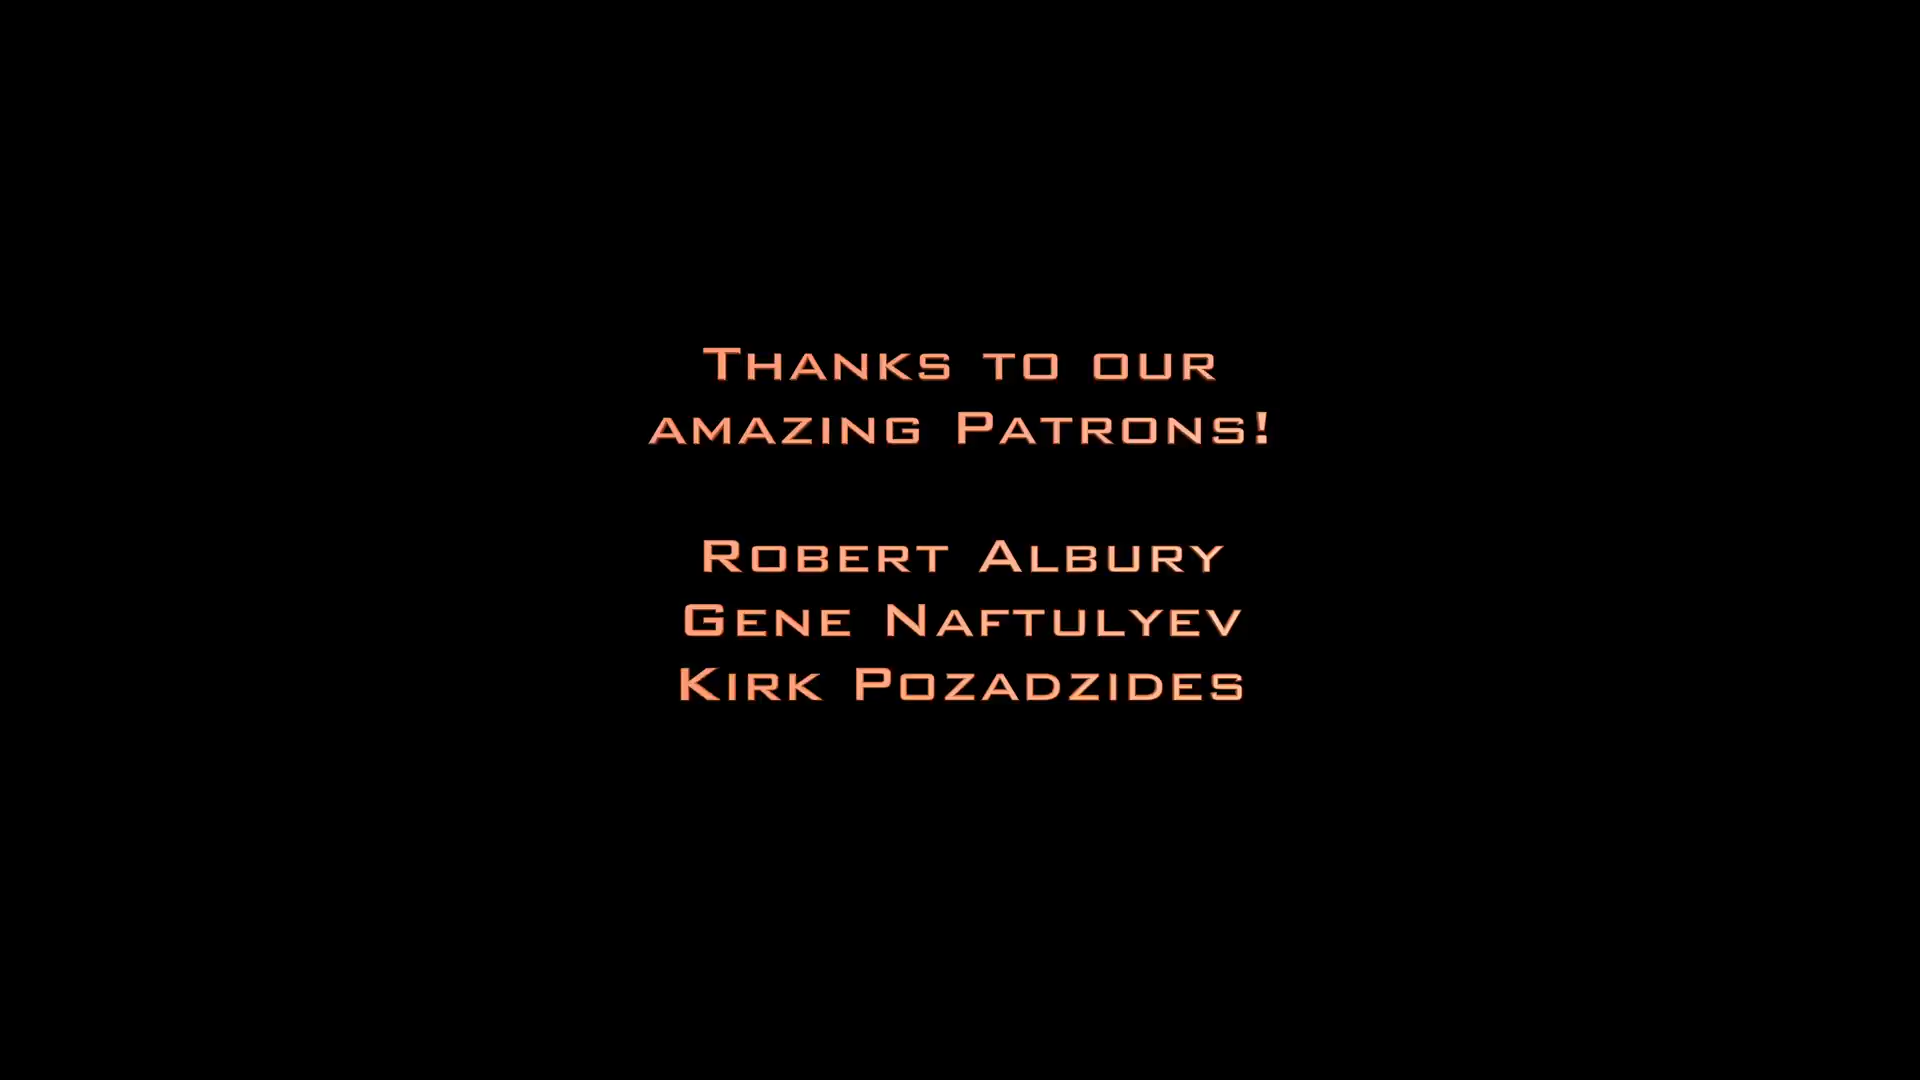 Thanks to our
amazing Patrons!
Robert Albury
Gene Naftulyev
Kirk Pozadzides